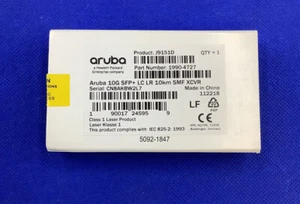 aruba
a Hewlett Packard
Enterprise company
Product: J9151D
QTY = 1
Part Number: 1990-4727
Aruba 10G SFP+ LC LR 10km SMF XCVR
Serial: CN8AK8W2L7
Made in China
112218
1 90017 24595 9
LF
Class 1 Laser Product
Laser Klasse 1
This product complies with IEC 825-2: 1993
5092-1847